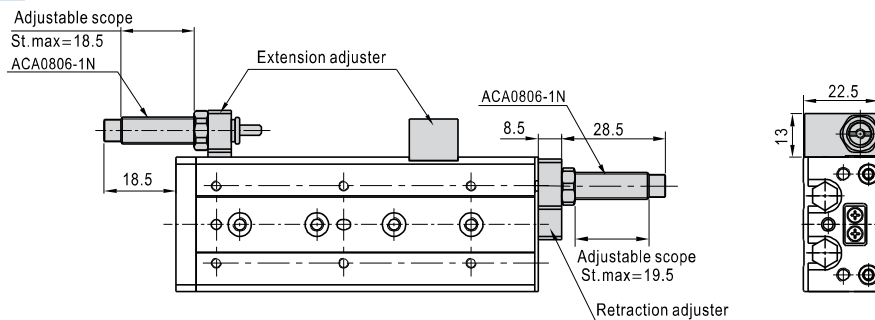 Adjustable scope
St.max=18.5
ACA0806-1N
Extension adjuster
ACA0806-1N
22.5
8.5
28.5
13
18.5
Adjustable scope
St.max=19.5
Retraction adjuster